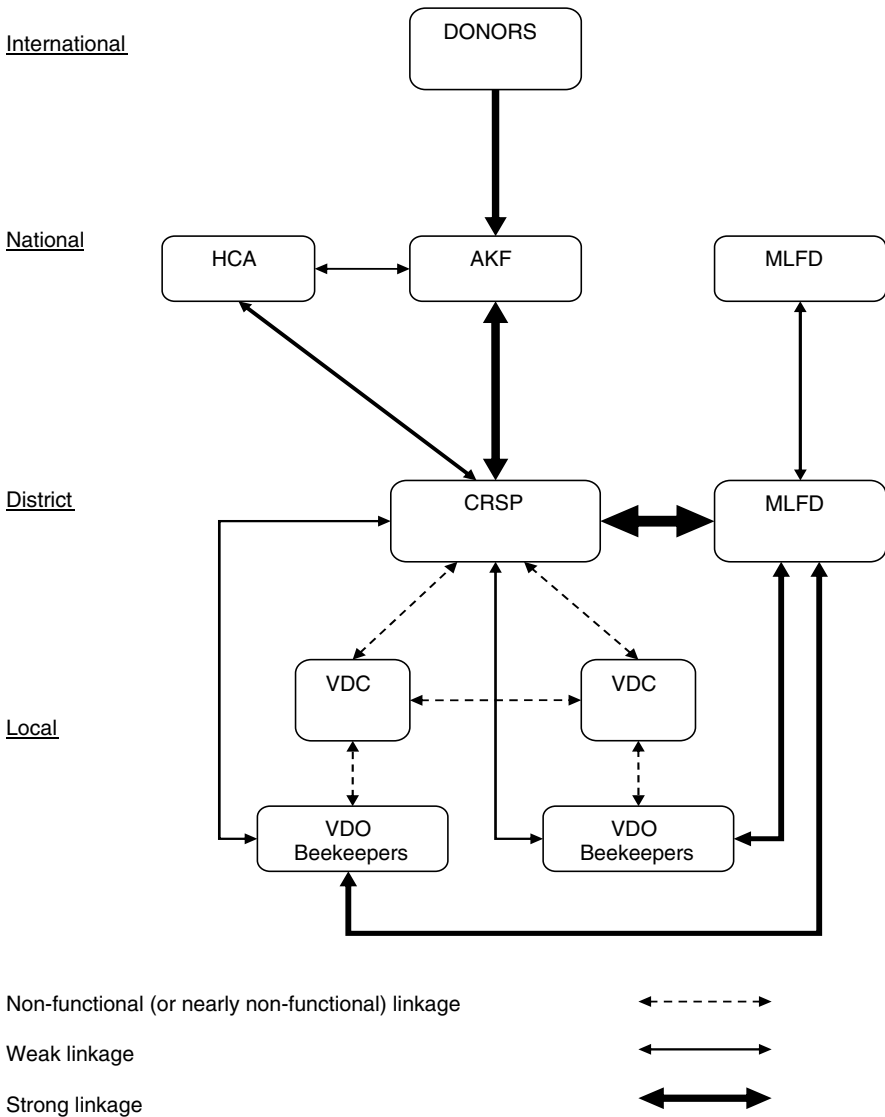 International
DONORS
National
HCA
AKF
MLFD
District
CRSP
MLFD
VDC
VDC
Local
VDO
Beekeepers
VDO
Beekeepers
Non-functional (or nearly non-functional) linkage
Weak linkage
Strong linkage